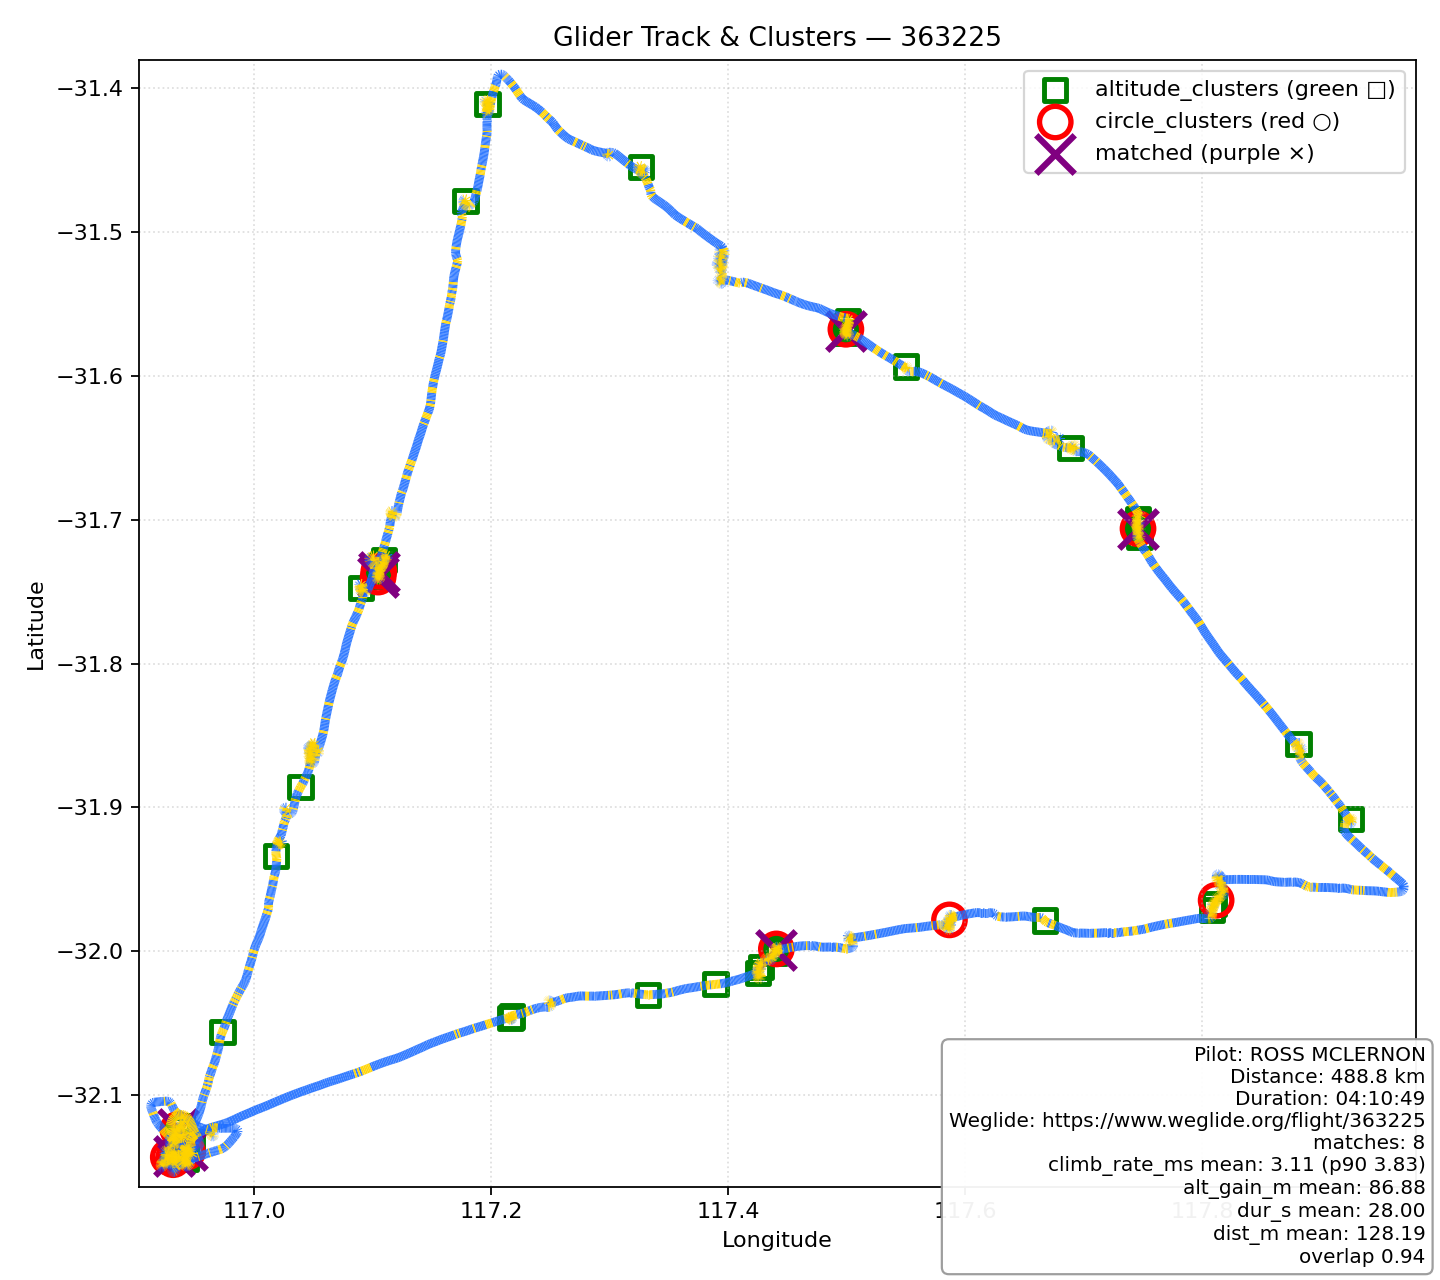 Glider Track & Clusters — 363225
altitude_clusters (green □)
circle_clusters (red ○)
matched (purple ×)
−31.4
−31.5
−31.6
−31.7
−31.8
−31.9
−32.0
−32.1
Latitude
117.0
117.2
117.4
117.6
117.8
Longitude
Pilot: ROSS MCLERNON
Distance: 488.8 km
Duration: 04:10:49
Weglide: https://www.weglide.org/flight/363225
matches: 8
climb_rate_ms mean: 3.11 (p90 3.83)
alt_gain_m mean: 86.88
dur_s mean: 28.00
dist_m mean: 128.19
overlap 0.94